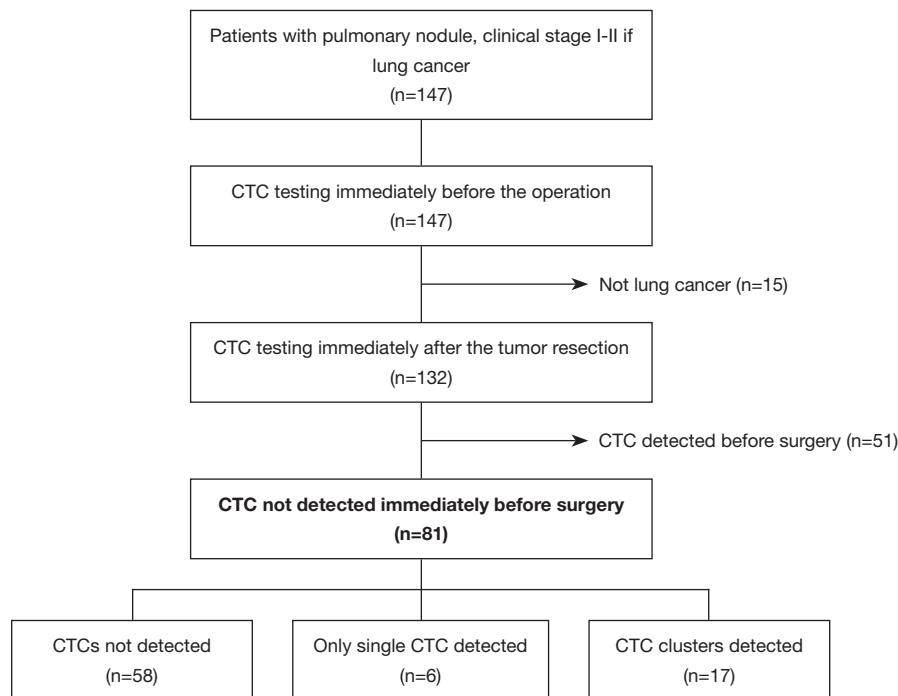 Patients with pulmonary nodule, clinical stage I-II if
lung cancer
(n=147)
CTC testing immediately before the operation
(n=147)
Not lung cancer (n=15)
CTC testing immediately after the tumor resection
(n=132)
CTC detected before surgery (n=51)
CTC not detected immediately before surgery
(n=81)
CTCs not detected
(n=58)
Only single CTC detected
(n=6)
CTC clusters detected
(n=17)